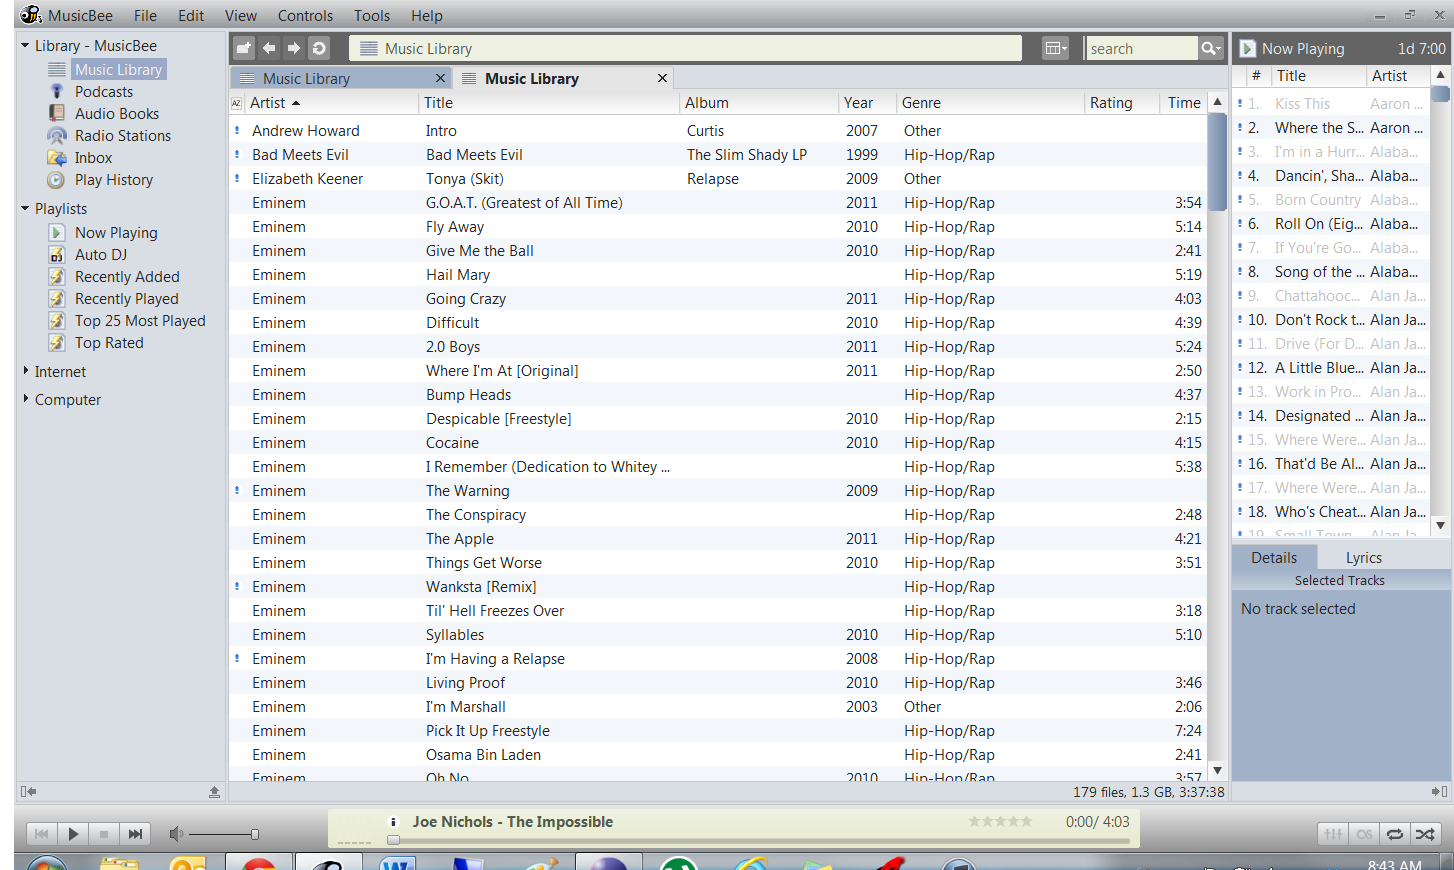 MusicBee File Edit View Controls Tools Help
Library - MusicBee
Music Library
Podcasts
Audio Books
Radio Stations
Inbox
Play History
Playlists
Now Playing
Auto DJ
Recently Added
Recently Played
Top 25 Most Played
Top Rated
Internet
Computer
Music Library search
Music Library Music Library
AZ Artist Title Album Year Genre Rating Time
Andrew Howard Intro Curtis 2007 Other
Bad Meets Evil Bad Meets Evil The Slim Shady LP 1999 Hip-Hop/Rap
Elizabeth Keener Tonya (Skit) Relapse 2009 Other
Eminem G.O.A.T. (Greatest of All Time) 2011 Hip-Hop/Rap 3:54
Eminem Fly Away 2010 Hip-Hop/Rap 5:14
Eminem Give Me the Ball 2010 Hip-Hop/Rap 2:41
Eminem Hail Mary Hip-Hop/Rap 5:19
Eminem Going Crazy 2011 Hip-Hop/Rap 4:03
Eminem Difficult 2010 Hip-Hop/Rap 4:39
Eminem 2.0 Boys 2011 Hip-Hop/Rap 5:24
Eminem Where I'm At [Original] 2011 Hip-Hop/Rap 2:50
Eminem Bump Heads Hip-Hop/Rap 4:37
Eminem Despicable [Freestyle] 2010 Hip-Hop/Rap 2:15
Eminem Cocaine 2010 Hip-Hop/Rap 4:15
Eminem I Remember (Dedication to Whitey ... Hip-Hop/Rap 5:38
Eminem The Warning 2009 Hip-Hop/Rap
Eminem The Conspiracy Hip-Hop/Rap 2:48
Eminem The Apple 2011 Hip-Hop/Rap 4:21
Eminem Things Get Worse 2010 Hip-Hop/Rap 3:51
Eminem Wanksta [Remix] Hip-Hop/Rap
Eminem Til' Hell Freezes Over Hip-Hop/Rap 3:18
Eminem Syllables 2010 Hip-Hop/Rap 5:10
Eminem I'm Having a Relapse 2008 Hip-Hop/Rap
Eminem Living Proof 2010 Hip-Hop/Rap 3:46
Eminem I'm Marshall 2003 Other 2:06
Eminem Pick It Up Freestyle Hip-Hop/Rap 7:24
Eminem Osama Bin Laden Hip-Hop/Rap 2:41
Eminem Oh No 2010 Hip-Hop/Rap 3:57
179 files, 1.3 GB, 3:37:38
Now Playing 1d 7:00
# Title Artist
1. Kiss This Aaron ...
2. Where the S... Aaron ...
3. I'm in a Hurr... Alaba...
4. Dancin', Sha... Alaba...
5. Born Country Alaba...
6. Roll On (Eig... Alaba...
7. If You're Go... Alaba...
8. Song of the ... Alaba...
9. Chattahooc... Alan Ja...
10. Don't Rock t... Alan Ja...
11. Drive (For D... Alan Ja...
12. A Little Blue... Alan Ja...
13. Work in Pro... Alan Ja...
14. Designated ... Alan Ja...
15. Where Were... Alan Ja...
16. That'd Be Al... Alan Ja...
17. Where Were... Alan Ja...
18. Who's Cheat... Alan Ja...
19. Small Town Alan Ja...
Details Lyrics
Selected Tracks
No track selected
Joe Nichols - The Impossible 0:00/ 4:03
8:43 AM